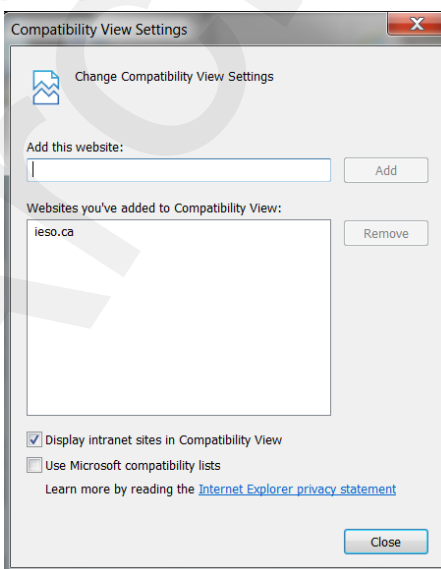 Compatibility View Settings
Change Compatibility View Settings
Add this website:
Add
Websites you've added to Compatibility View:
ieso.ca
Remove
Display intranet sites in Compatibility View
Use Microsoft compatibility lists
Learn more by reading the Internet Explorer privacy statement
Close